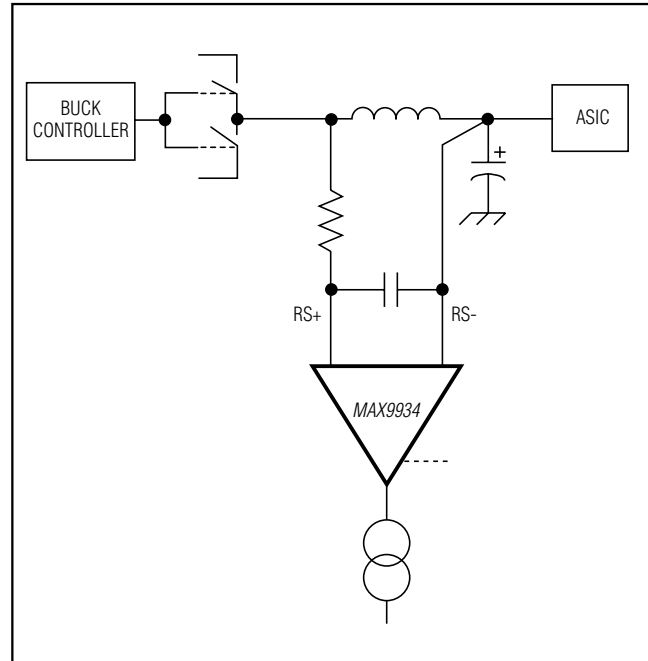 BUCK
CONTROLLER
ASIC
+
RS+
RS-
MAX9934